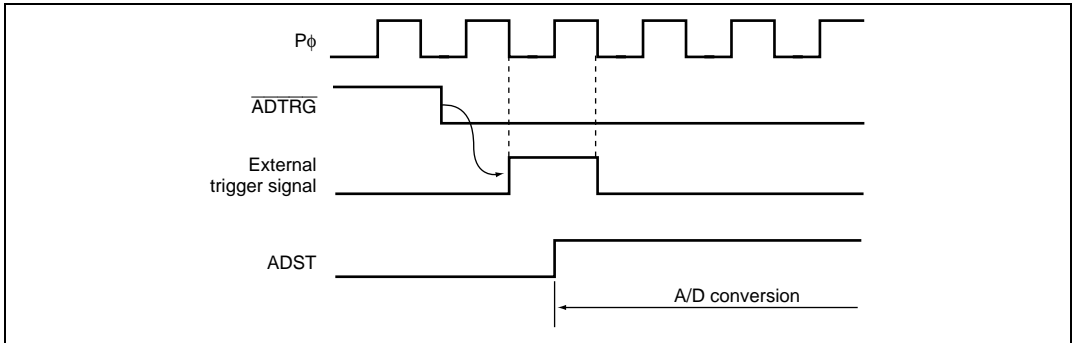 Pϕ
ADTRG
External
trigger signal
ADST
A/D conversion